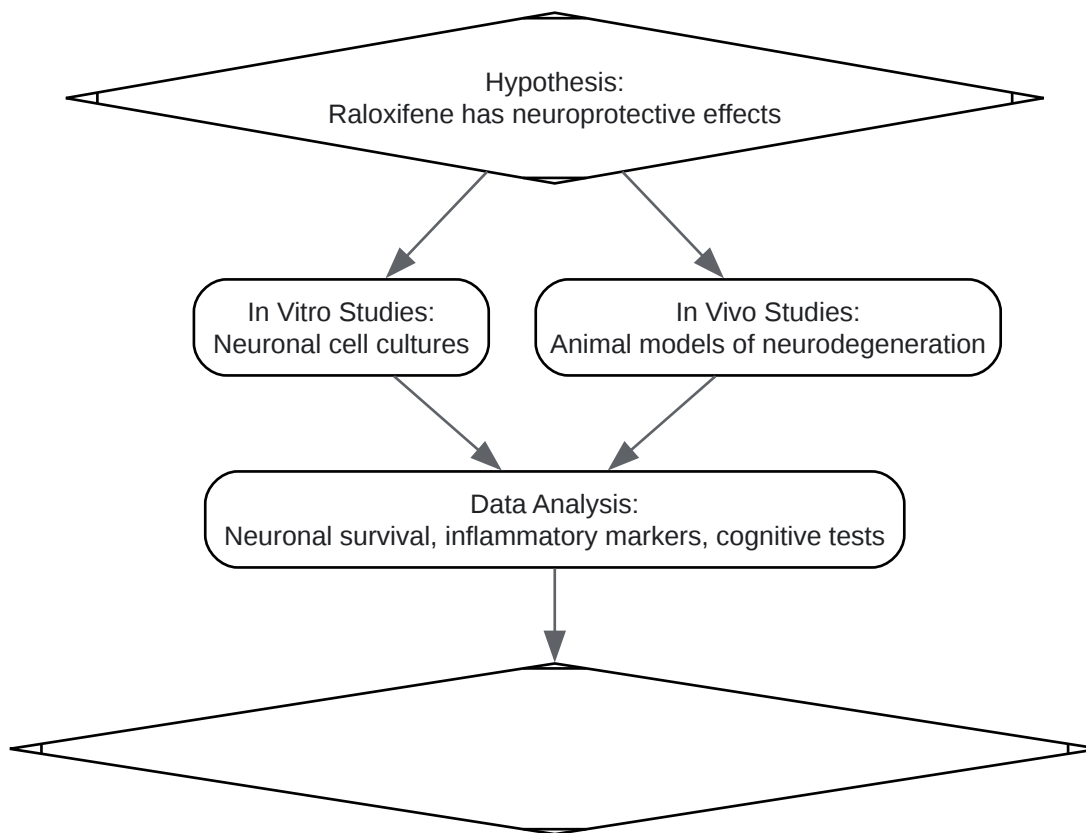 Hypothesis:
Raloxifene has neuroprotective effects
In Vitro Studies:
Neuronal cell cultures
In Vivo Studies:
Animal models of neurodegeneration
Data Analysis:
Neuronal survival, inflammatory markers, cognitive tests